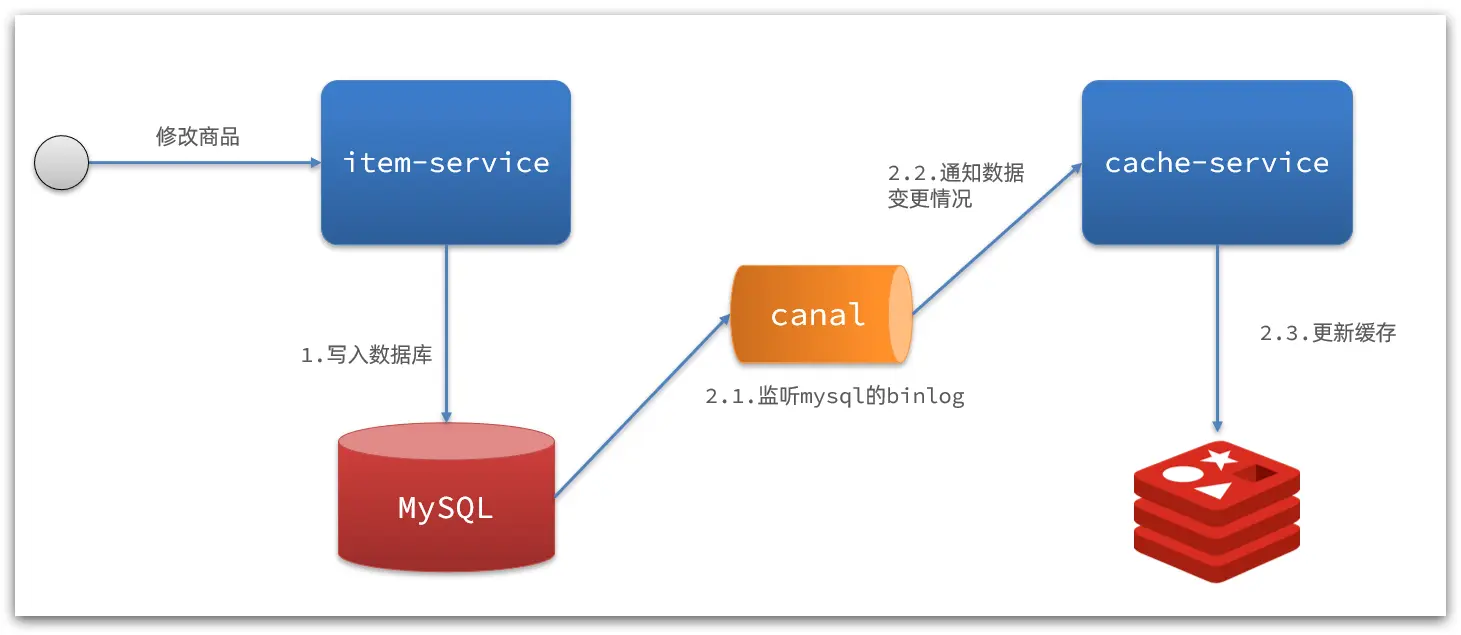 修改商品
item-service
cache-service
2.2.通知数据
变更情况
canal
1.写入数据库
2.3.更新缓存
2.1.监听mysql的binlog
MySQL